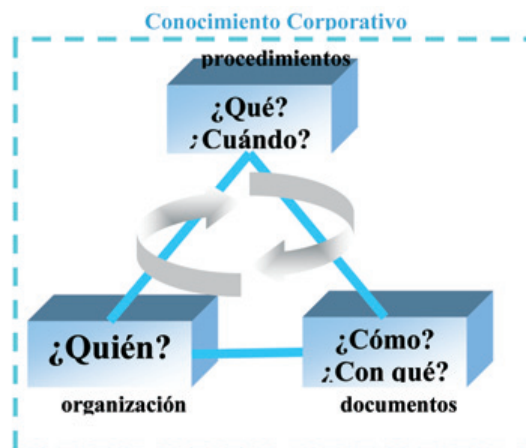 Conocimiento Corporativo
procedimientos
¿Qué?
¿Cuándo?
¿Quién?
organización
¿Cómo?
¿Con qué?
documentos